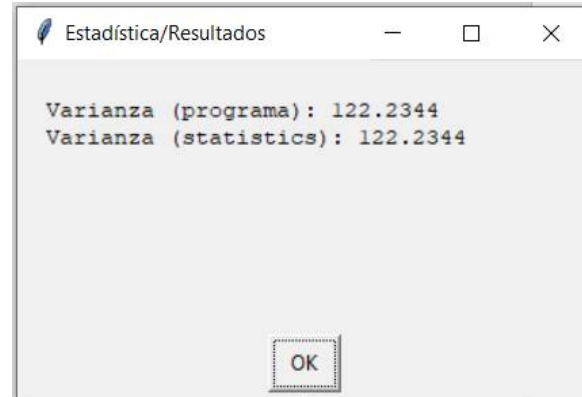 Estadística/Resultados
Varianza (programa): 122.2344
Varianza (statistics): 122.2344
OK